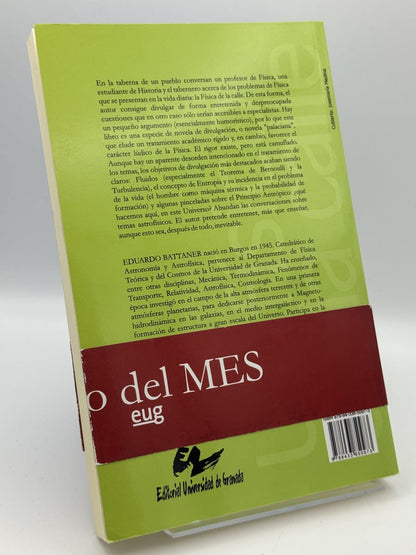 En la taberna de un pueblo conversan un profesor de Física, una
estudiante de Historia y el tabernero acerca de los problemas de Física
que se presentan en la vida diaria: la Física de la calle. De esta forma, el
autor consigue divulgar de forma entretenida y despreocupada
cuestiones que en otro caso sólo serían accesibles a especialistas. Hay
un pequeño argumento (esencialmente humorístico), por lo que este
libro es una especie de novela de divulgación, o novela "palaciana",
que elude un tratamiento académico rígido y, en cambio, favorece el
carácter lúdico de la Física. El rigor existe, pero está camuflado.
Aunque hay un aparente desorden intencionado en el tratamiento de
los temas, los objetivos de divulgación más destacados acaban siendo
claros: Fluidos (especialmente el Teorema de Bernoulli y la
Turbulencia), el concepto de Entropía y su incidencia en el problema
de la vida (el hombre como máquina térmica y la probabilidad de
formación) y algunas pinceladas sobre el Principio Antrópico: ¿qué
hacemos aquí, en este Universo? Abundan las conversaciones sobre
temas astrofísicos. El autor pretende entretener, más que enseñar,
aunque esto sea, después de todo, inevitable.
EDUARDO BATTANER nació en Burgos en 1945. Catedrático de
Astronomía y Astrofísica, pertenece al Departamento de Física
Teórica y del Cosmos de la Universidad de Granada. Ha enseñado,
entre otras disciplinas, Mecánica, Termodinámica, Fenómenos de
Transporte, Relatividad, Astrofísica, Cosmología. En una primera
época investigó en el campo de la alta atmósfera terrestre y de otras
atmósferas planetarias, para dedicarse posteriormente a Magneto-
hidrodinámica en las galaxias, en el medio intergaláctico y en la
formación de estructura a gran escala del Universo. Participa en la
o del MES
eug
Editorial Universidad de Granada